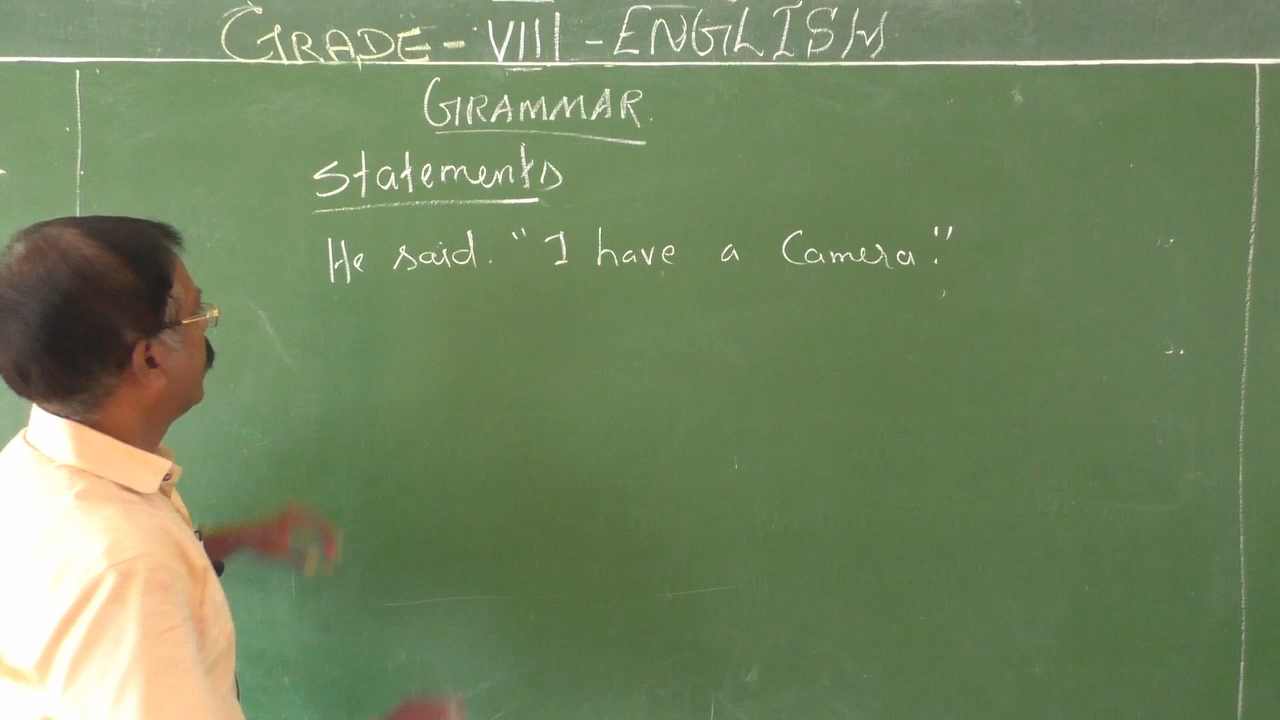 GRADE - VIII - ENGLISH
GRAMMAR
Statements
He said. "I have a Camera."